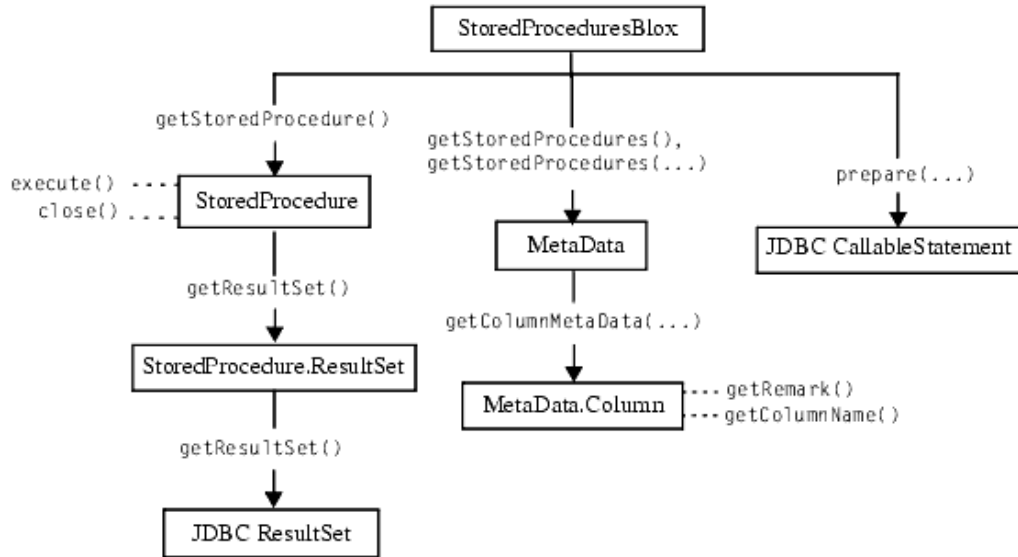 StoredProceduresBlox
getStoredProcedure()
getStoredProcedures(),
getStoredProcedures(...)
prepare(...)
execute()
close()
StoredProcedure
MetaData
JDBC CallableStatement
getResultSet()
getColumnMetaData(...)
StoredProcedure.ResultSet
MetaData.Column
getRemark()
getColumnName()
getResultSet()
JDBC ResultSet